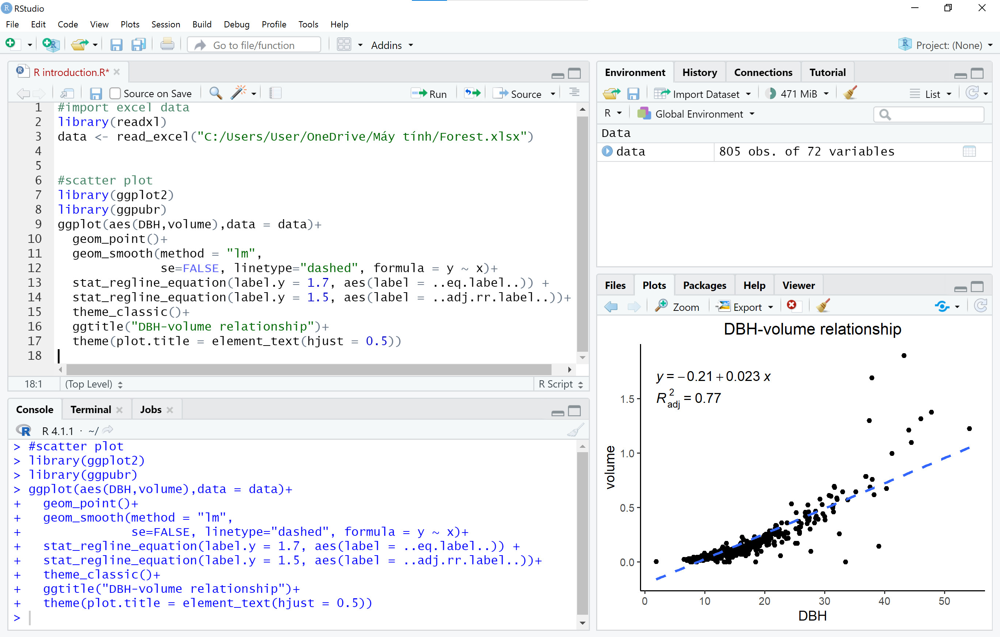 RStudio
File Edit Code View Plots Session Build Debug Profile Tools Help
Go to file/function Addins Project: (None)
R introduction.R*
Source on Save Run Source
1 #import excel data
2 library(readxl)
3 data <- read_excel("C:/Users/User/OneDrive/Máy tính/Forest.xlsx")
4
5
6 #scatter plot
7 library(ggplot2)
8 library(ggpubr)
9 ggplot(aes(DBH,volume),data = data)+
10   geom_point()+
11   geom_smooth(method = "lm",
12               se=FALSE, linetype="dashed", formula = y ~ x)+
13   stat_regline_equation(label.y = 1.7, aes(label = ..eq.label..)) +
14   stat_regline_equation(label.y = 1.5, aes(label = ..adj.rr.label..))+
15   theme_classic()+
16   ggtitle("DBH-volume relationship")+
17   theme(plot.title = element_text(hjust = 0.5))
18
18:1 (Top Level) R Script
Console Terminal Jobs
R R 4.1.1 · ~/
> #scatter plot
> library(ggplot2)
> library(ggpubr)
> ggplot(aes(DBH,volume),data = data)+
+   geom_point()+
+   geom_smooth(method = "lm",
+               se=FALSE, linetype="dashed", formula = y ~ x)+
+   stat_regline_equation(label.y = 1.7, aes(label = ..eq.label..)) +
+   stat_regline_equation(label.y = 1.5, aes(label = ..adj.rr.label..))+
+   theme_classic()+
+   ggtitle("DBH-volume relationship")+
+   theme(plot.title = element_text(hjust = 0.5))
>
Environment History Connections Tutorial
Import Dataset 471 MiB List
R Global Environment
Data
data 805 obs. of 72 variables
Files Plots Packages Help Viewer
Zoom Export
DBH-volume relationship
y = −0.21 + 0.023 x
R²adj = 0.77
volume
1.5
1.0
0.5
0.0
0 10 20 30 40 50
DBH